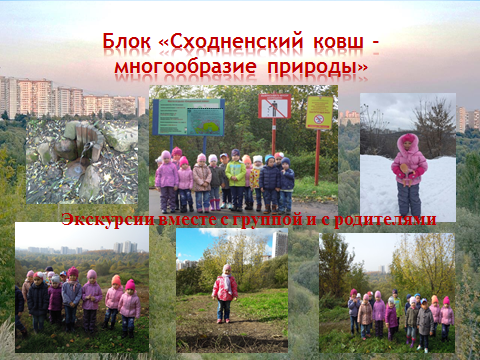 Блок «Сходненский ковш -
многообразие природы»
Экскурсии вместе с группой и с родителями